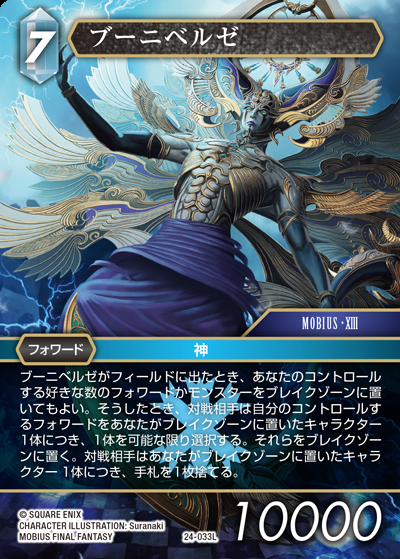 7
ブーニベルゼ
MOBIUS・XIII
フォワード
神
ブーニベルゼがフィールドに出たとき、あなたのコントロール
する好きな数のフォワードかモンスターをブレイクゾーンに置
いてもよい。そうしたとき、対戦相手は自分のコントロールす
るフォワードをあなたがブレイクゾーンに置いたキャラクター
1体につき、1体を可能な限り選択する。それらをブレイクゾー
ンに置く。対戦相手はあなたがブレイクゾーンに置いたキャラ
クター 1体につき、手札を1枚捨てる。
© SQUARE ENIX
CHARACTER ILLUSTRATION: Suranaki
MOBIUS FINAL FANTASY
24-033L
10000